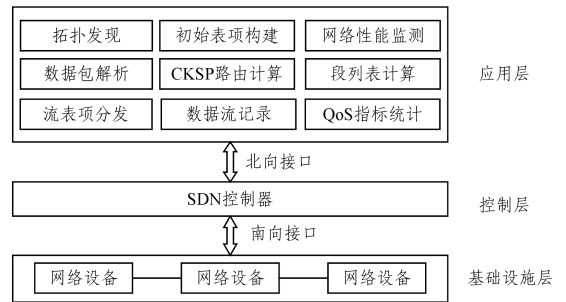 拓扑发现 初始表项构建 网络性能监测
数据包解析 CKSP路由计算 段列表计算 应用层
流表项分发 数据流记录 QoS指标统计
北向接口
SDN控制器 控制层
南向接口
网络设备 网络设备 网络设备 基础设施层